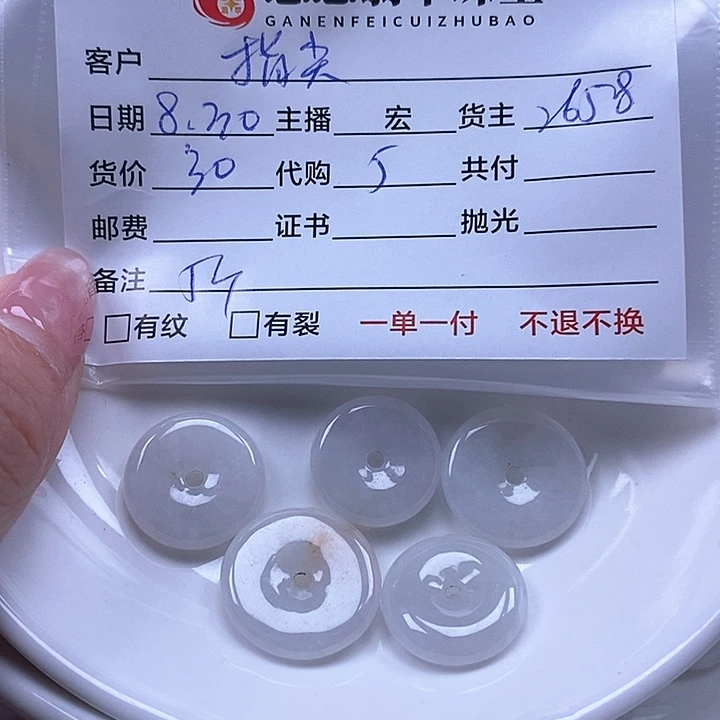 GANENFEICUIZHUBAO
客户 指尖
日期 8.30 主播 宏 货主 2658
货价 30 代购 5 共付
邮费 证书 抛光
备注
有纹 有裂 一单一付 不退不换